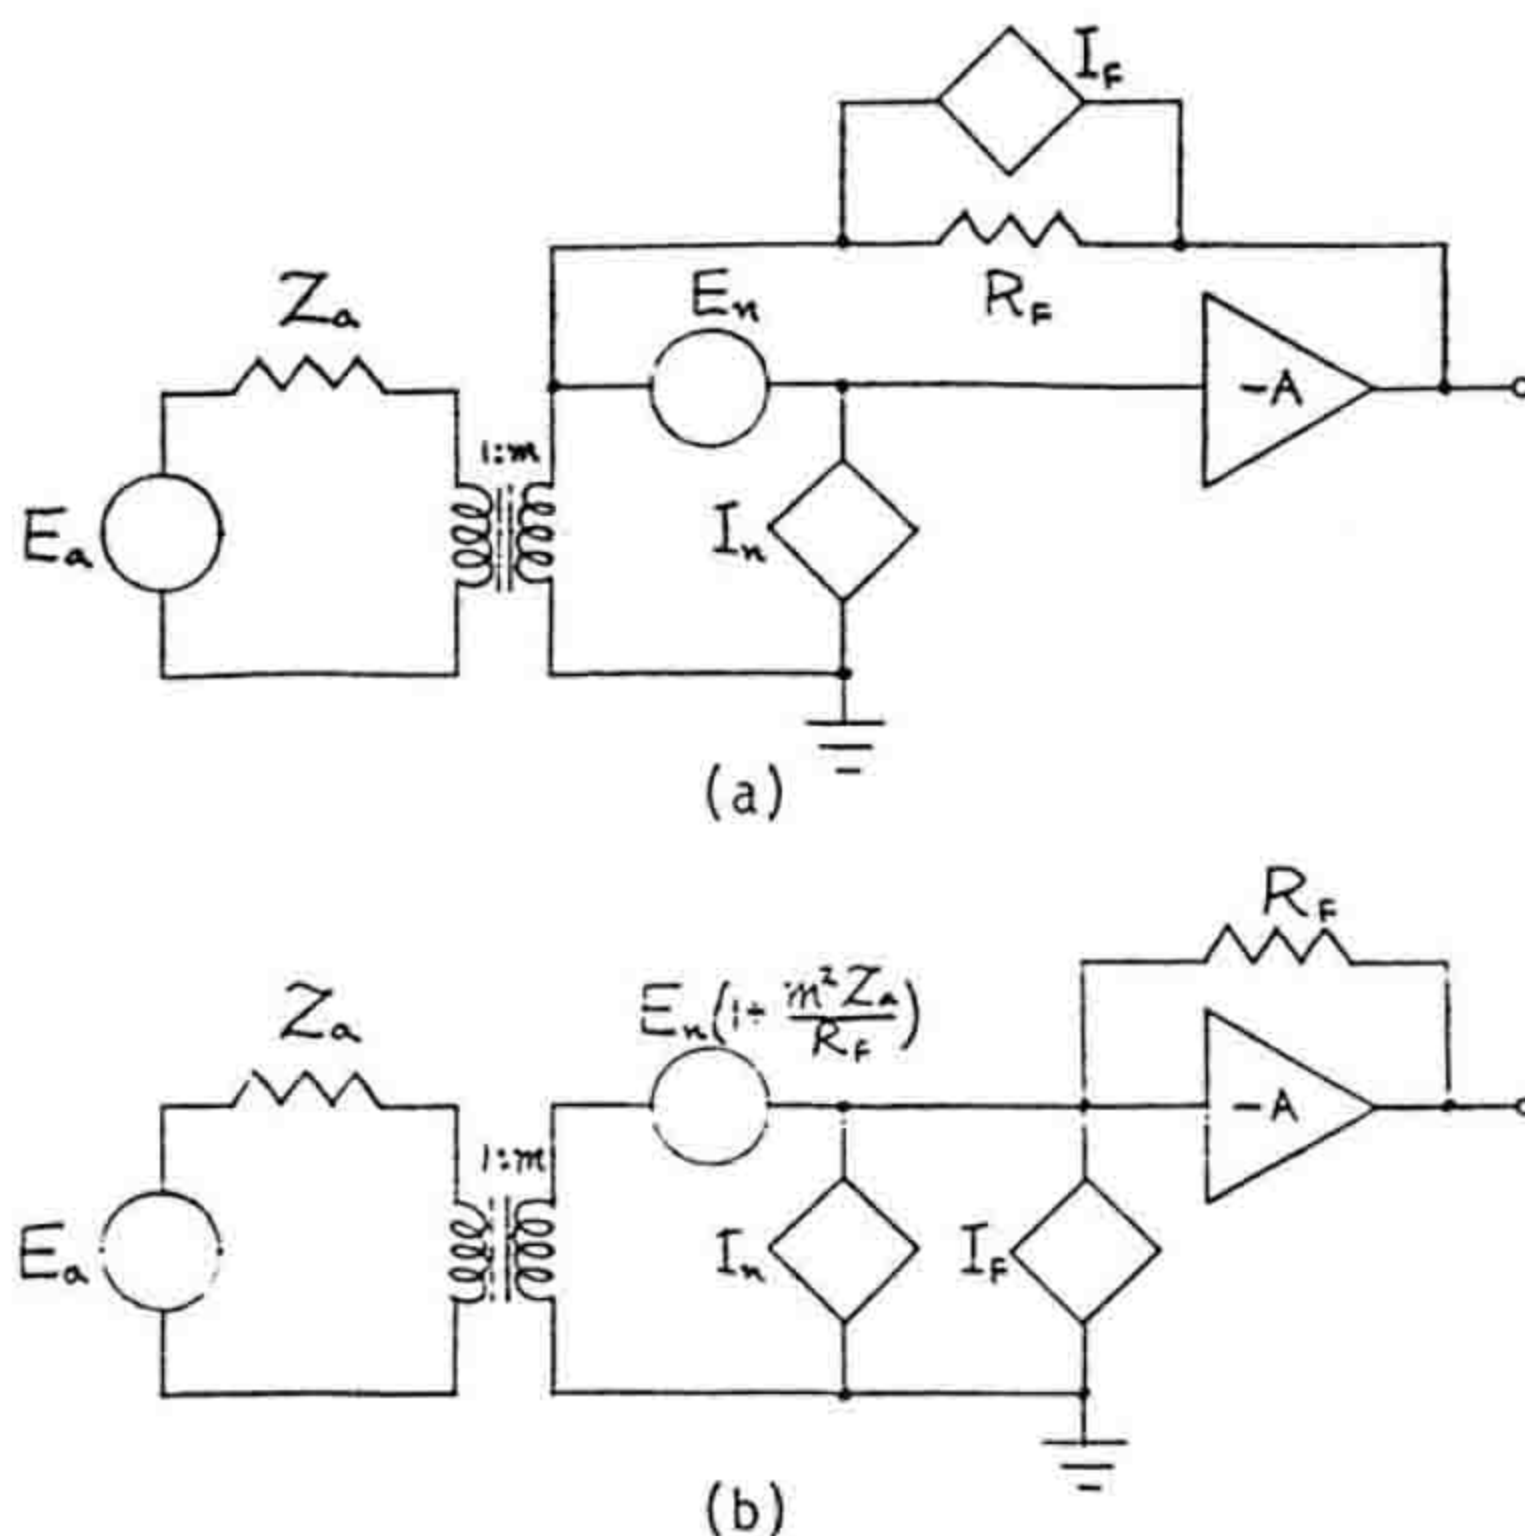 I_F
R_F
Z_a
E_n
1:m
-A
E_a
I_n
(a)
R_F
Z_a
E_n(1+ m²Z_a/R_F)
1:m
-A
E_a
I_n
I_F
(b)